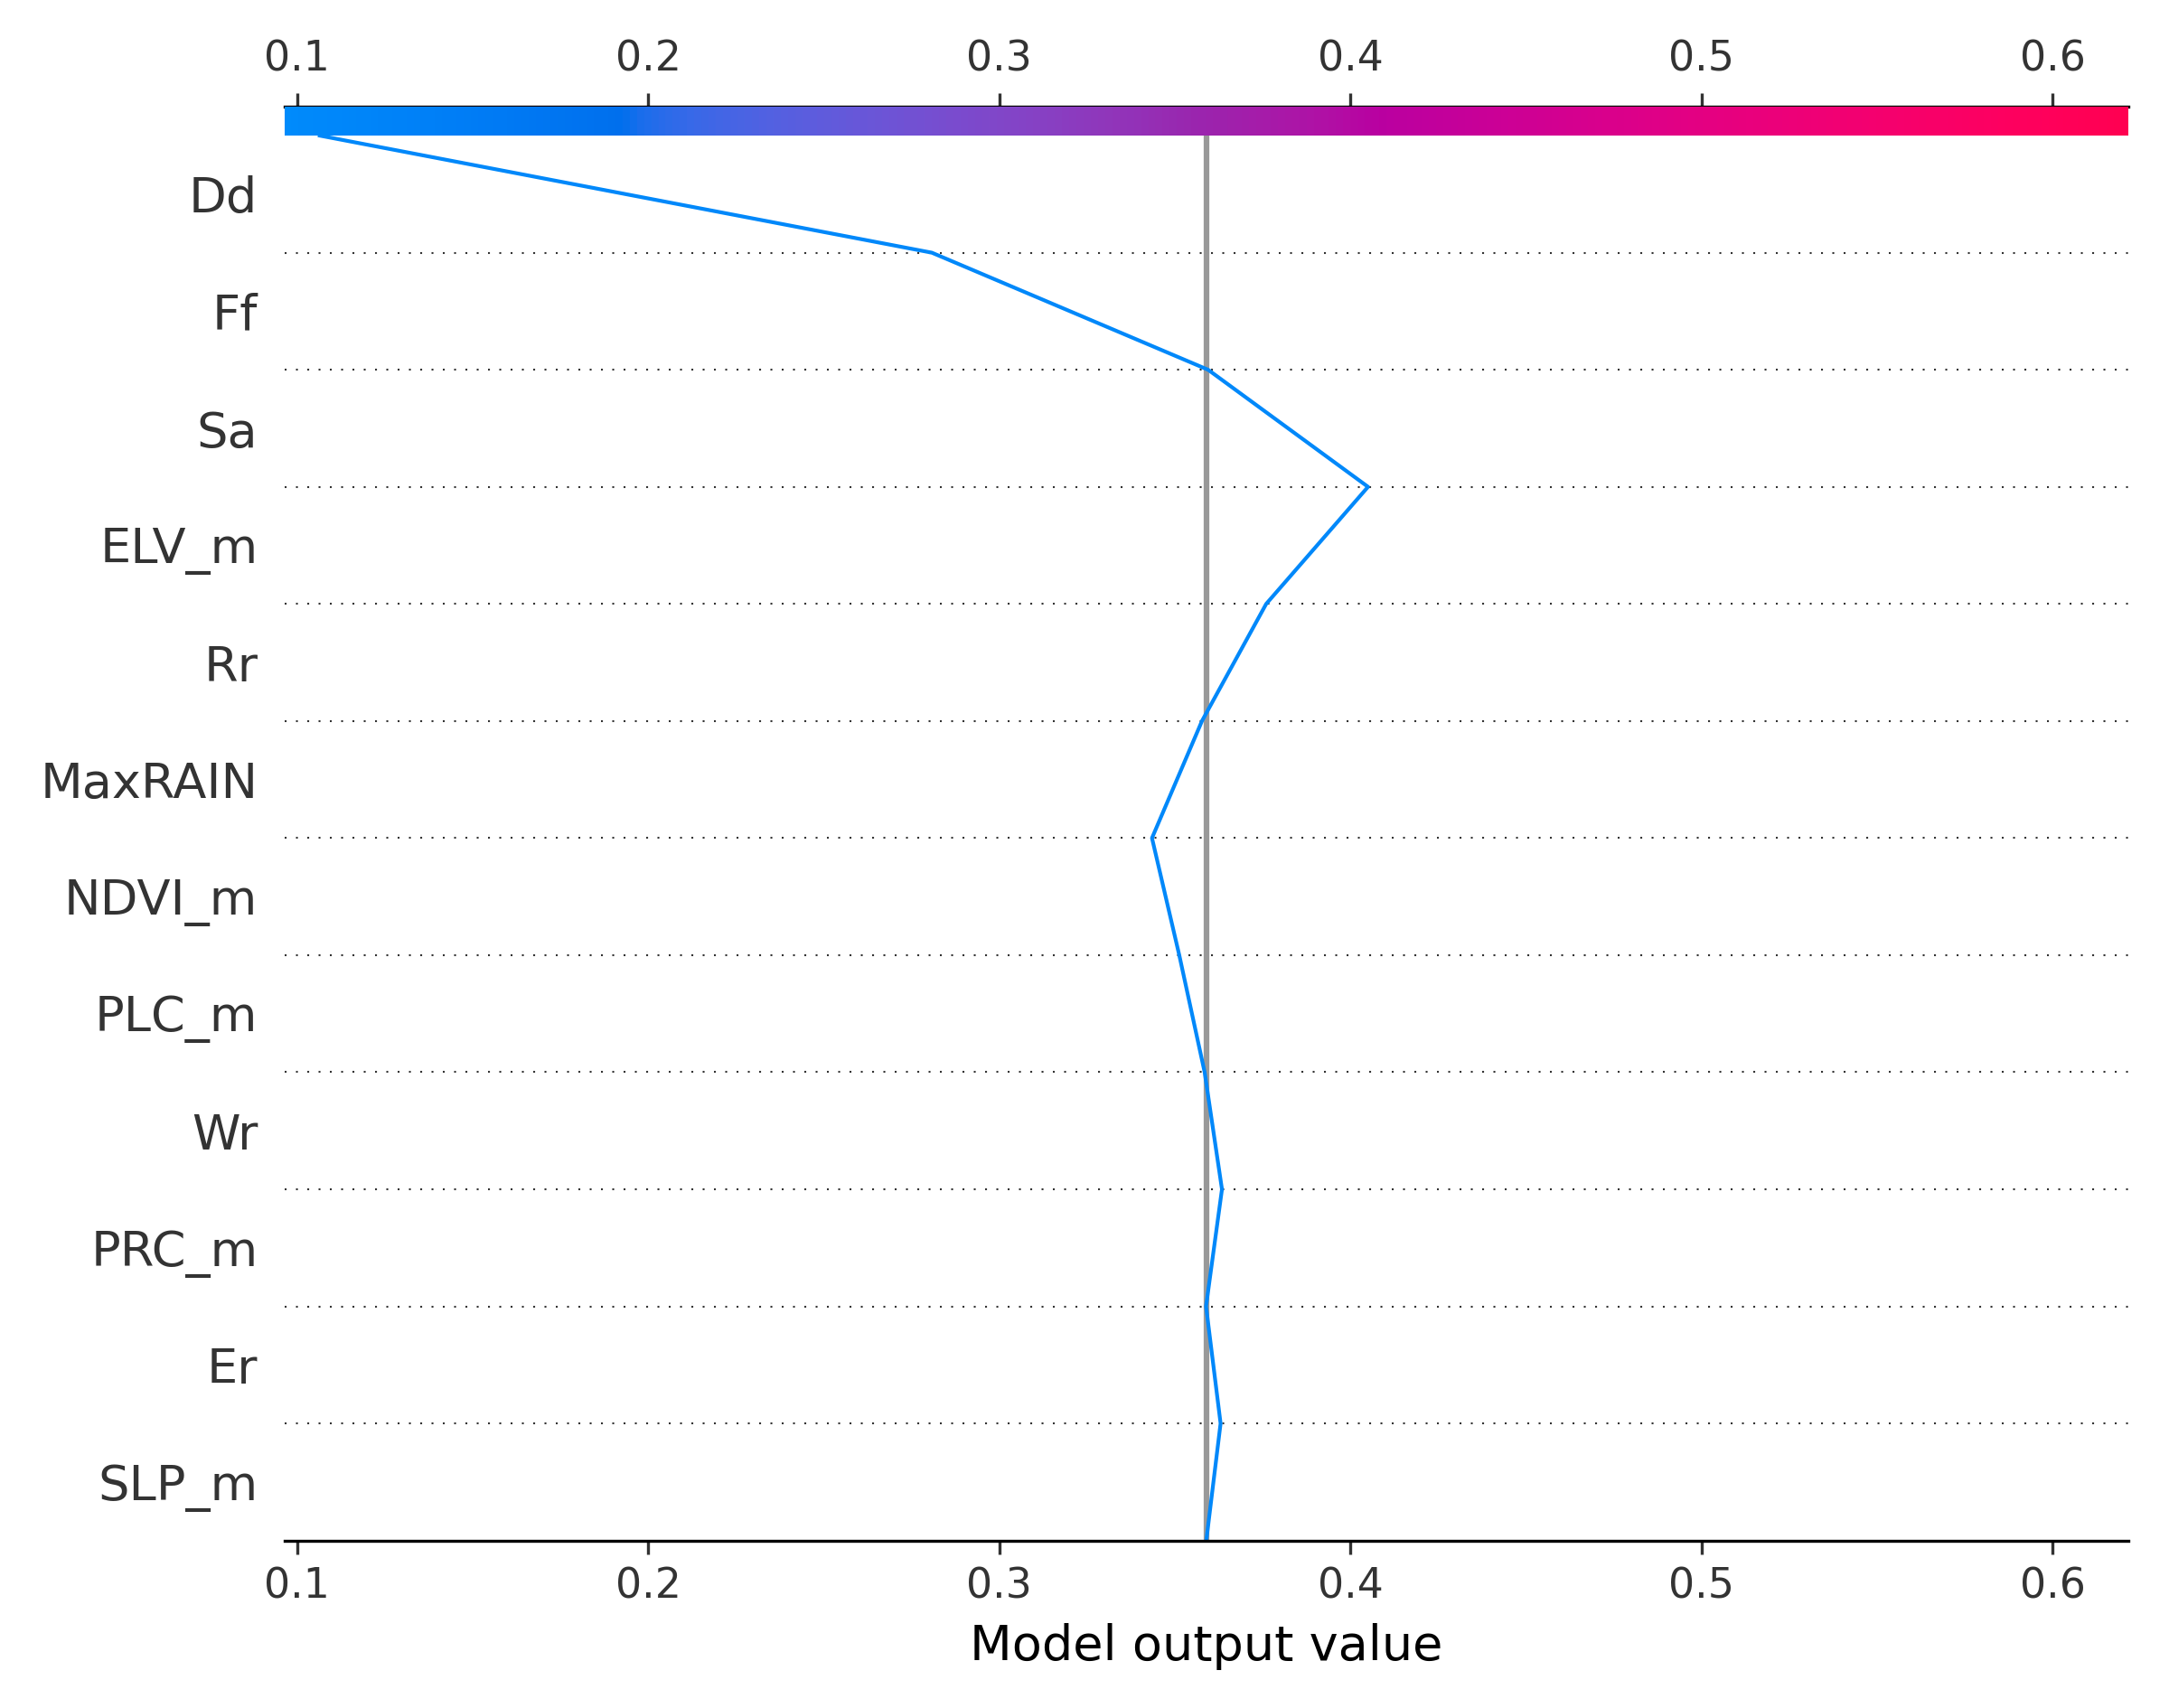 0.1 0.2 0.3 0.4 0.5 0.6
Dd
Ff
Sa
ELV_m
Rr
MaxRAIN
NDVI_m
PLC_m
Wr
PRC_m
Er
SLP_m
0.1 0.2 0.3 0.4 0.5 0.6
Model output value